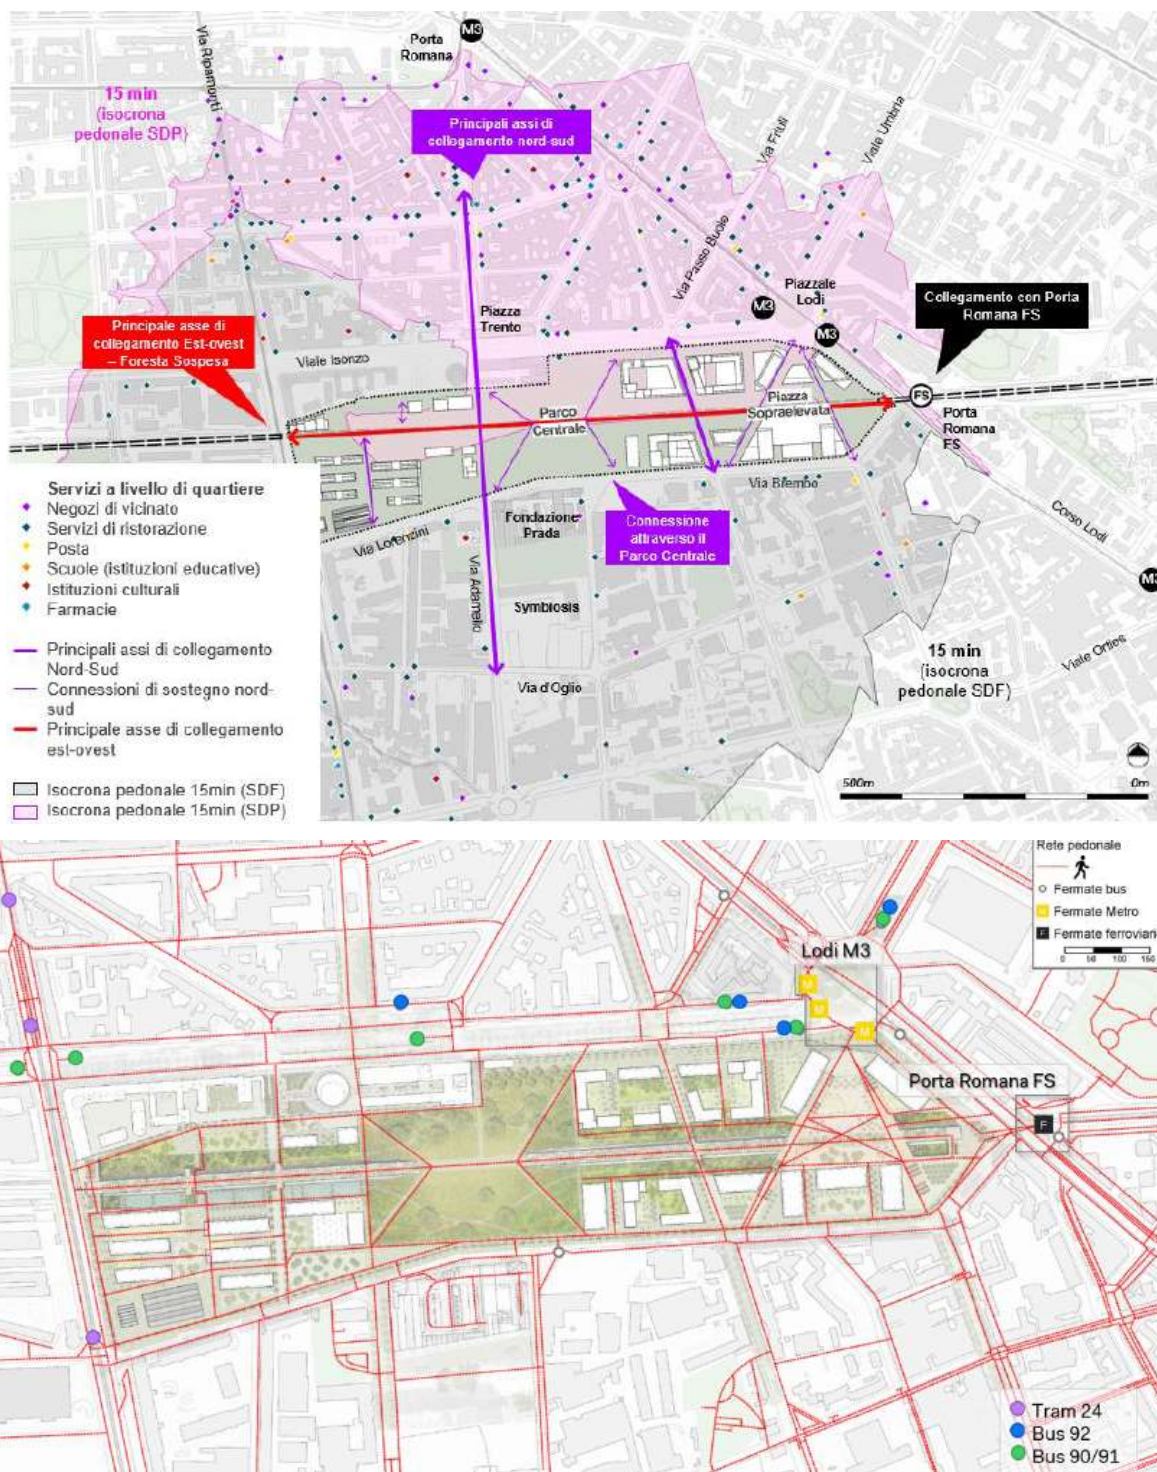 M3
Porta
Romana
Via Ripamonti
15 min
(isocrona
pedonale SDP)
Principali assi di
collegamento nord-sud
Via Friuli
Viale Umbria
Via Passo Buole
Piazzale
Lodi
M3
M3
Collegamento con Porta
Romana FS
Principale asse di
collegamento Est-ovest
– Foresta Sospesa
Piazza
Trento
Viale Isonzo
Parco
Centrale
Piazza
Sopraelevata
FS
Porta
Romana
FS
Via Brembo
Corso Lodi
M3
Via Lorenzini
Fondazione
Prada
Connessione
attraverso il
Parco Centrale
Via Adamello
Symbiosis
Via d'Oglio
15 min
(isocrona
pedonale SDF)
Viale Ortles
500m
0m
Servizi a livello di quartiere
Negozi di vicinato
Servizi di ristorazione
Posta
Scuole (istituzioni educative)
Istituzioni culturali
Farmacie
Principali assi di collegamento
Nord-Sud
Connessioni di sostegno nord-
sud
Principale asse di collegamento
est-ovest
Isocrona pedonale 15min (SDF)
Isocrona pedonale 15min (SDP)
Rete pedonale
Fermate bus
M Fermate Metro
F Fermate ferroviarie
0 50 100 150
Lodi M3
M
M
M
Porta Romana FS
F
Tram 24
Bus 92
Bus 90/91